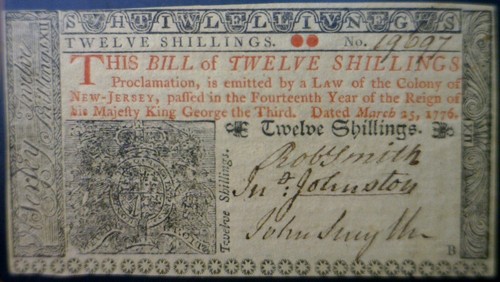 SHTIWLELLIVNEGS
TWELVE SHILLINGS. No. 19697
THIS BILL of TWELVE SHILLINGS
Proclamation, is emitted by a LAW of the Colony of
NEW-JERSEY, passed in the Fourteenth Year of the Reign of
his Majesty King George the Third. Dated March 25, 1776.
Twelve Shillings.
Twelve Shillings.
Robt Smith
Jno. Johnston
John Smyth
XII
B